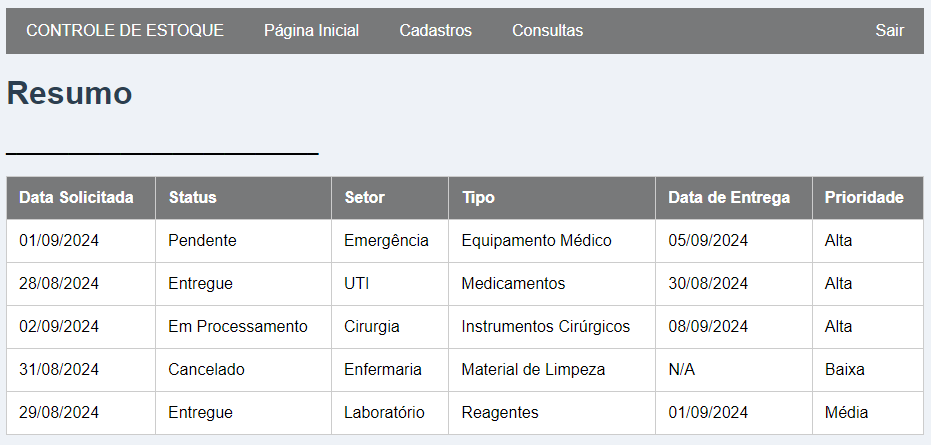 CONTROLE DE ESTOQUE Página Inicial Cadastros Consultas Sair
Resumo
Data Solicitada Status Setor Tipo Data de Entrega Prioridade
01/09/2024 Pendente Emergência Equipamento Médico 05/09/2024 Alta
28/08/2024 Entregue UTI Medicamentos 30/08/2024 Alta
02/09/2024 Em Processamento Cirurgia Instrumentos Cirúrgicos 08/09/2024 Alta
31/08/2024 Cancelado Enfermaria Material de Limpeza N/A Baixa
29/08/2024 Entregue Laboratório Reagentes 01/09/2024 Média